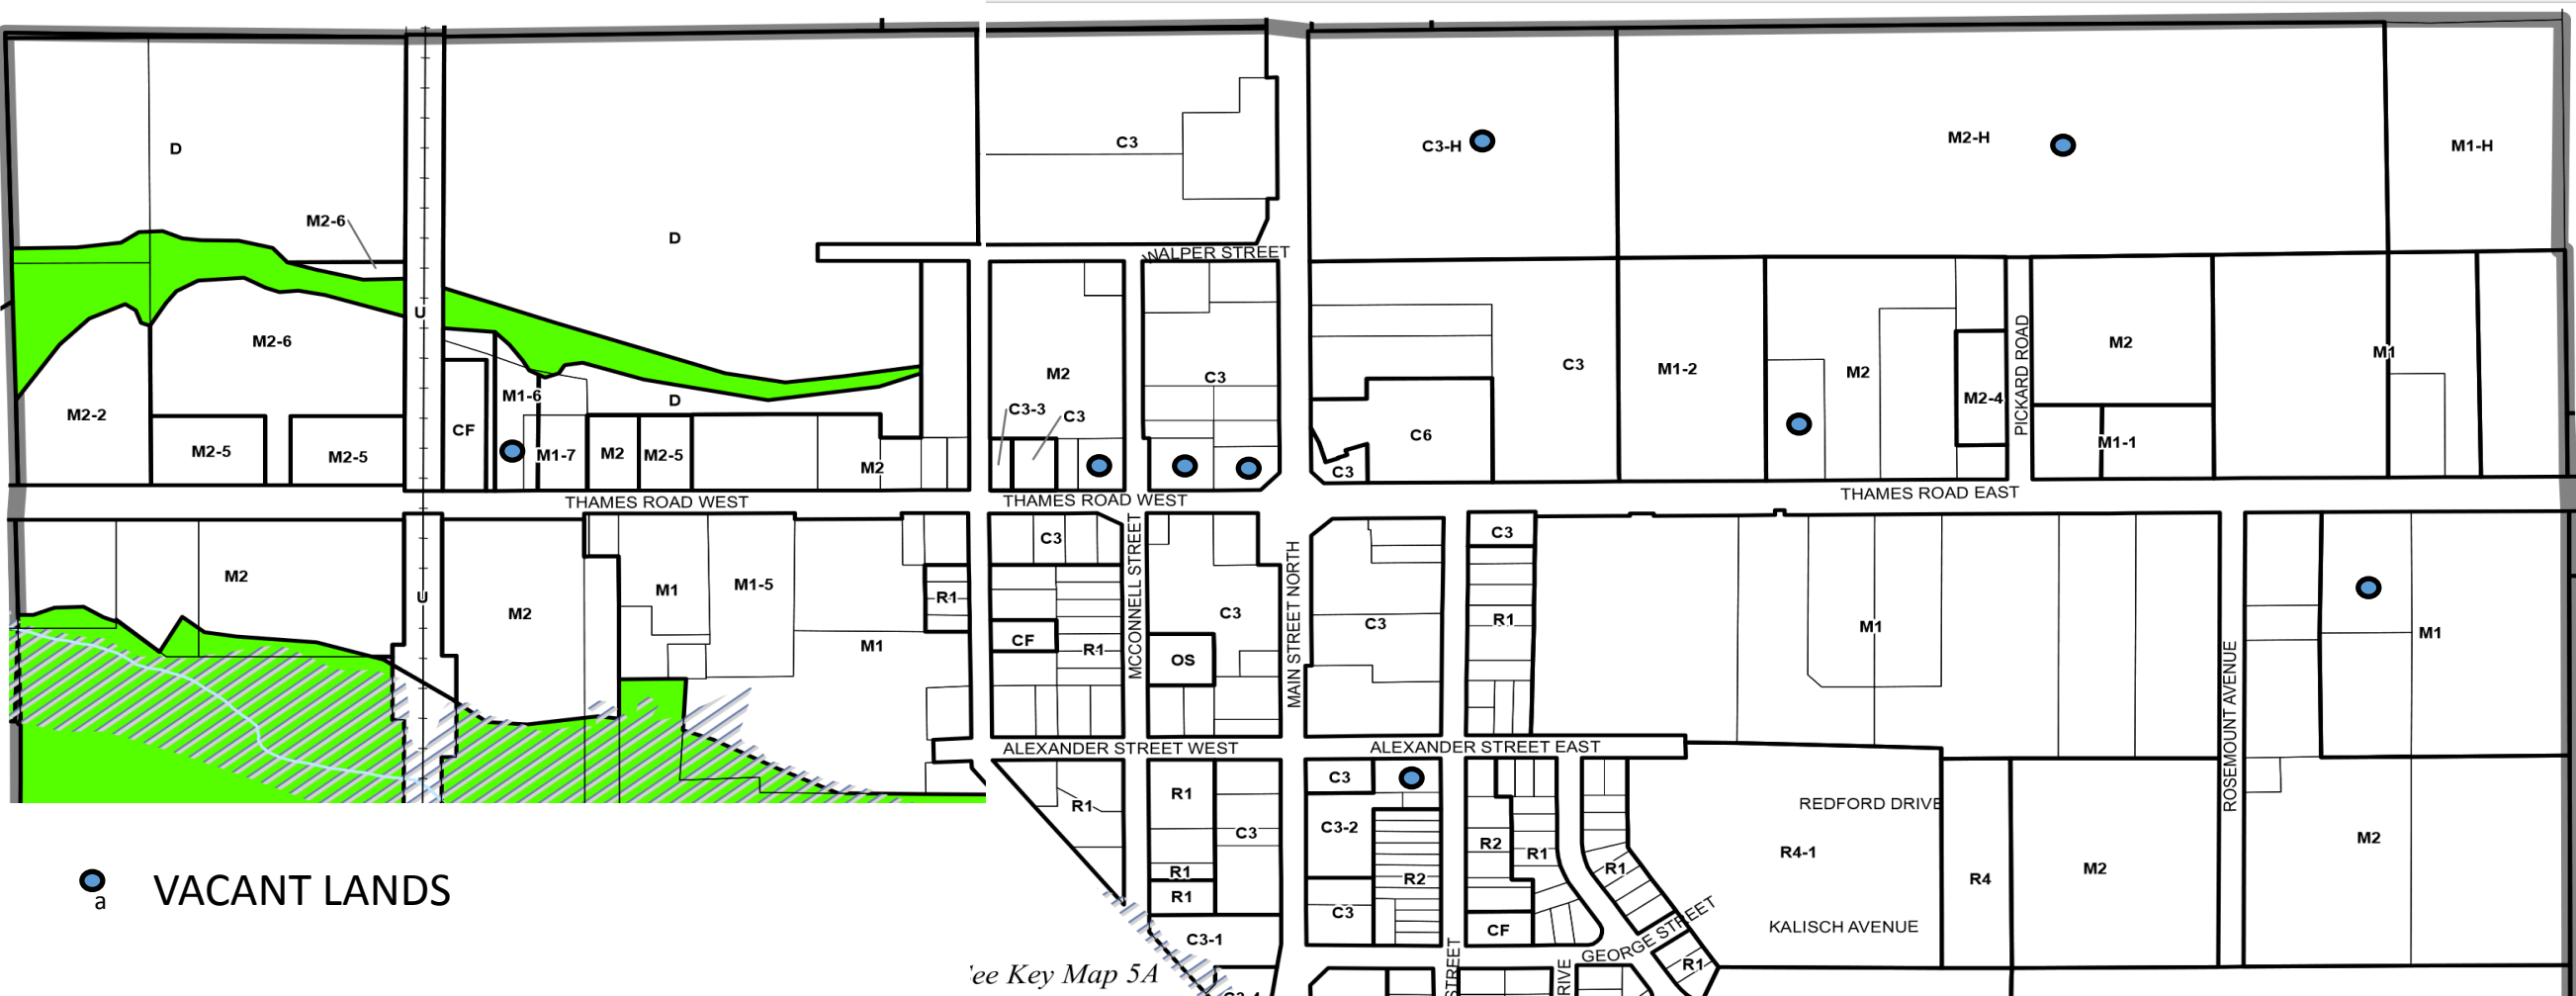 D
M2-6
D
U
M2-6
M2-2
M2-5
M2-5
CF
M1-6
M1-7
M2
M2-5
D
M2
C3
WALPER STREET
M2
C3-3
C3
C3
C3-H
M2-H
M1-H
C3
C6
C3
M1-2
M2
M2-4
PICKARD ROAD
M2
M1-1
M1
THAMES ROAD WEST
THAMES ROAD WEST
THAMES ROAD EAST
M2
U
M2
M1
M1-5
M1
R1
C3
CF
R1
MCCONNELL STREET
C3
OS
MAIN STREET NORTH
C3
C3
R1
M1
ROSEMOUNT AVENUE
M1
ALEXANDER STREET WEST
ALEXANDER STREET EAST
R1
R1
C3
R1
R1
C3-1
C3
C3-2
C3
R2
R2
R1
CF
R1
REDFORD DRIVE
R4-1
KALISCH AVENUE
R4
M2
M2
GEORGE STREET
R1
STREET
a VACANT LANDS
ee Key Map 5A